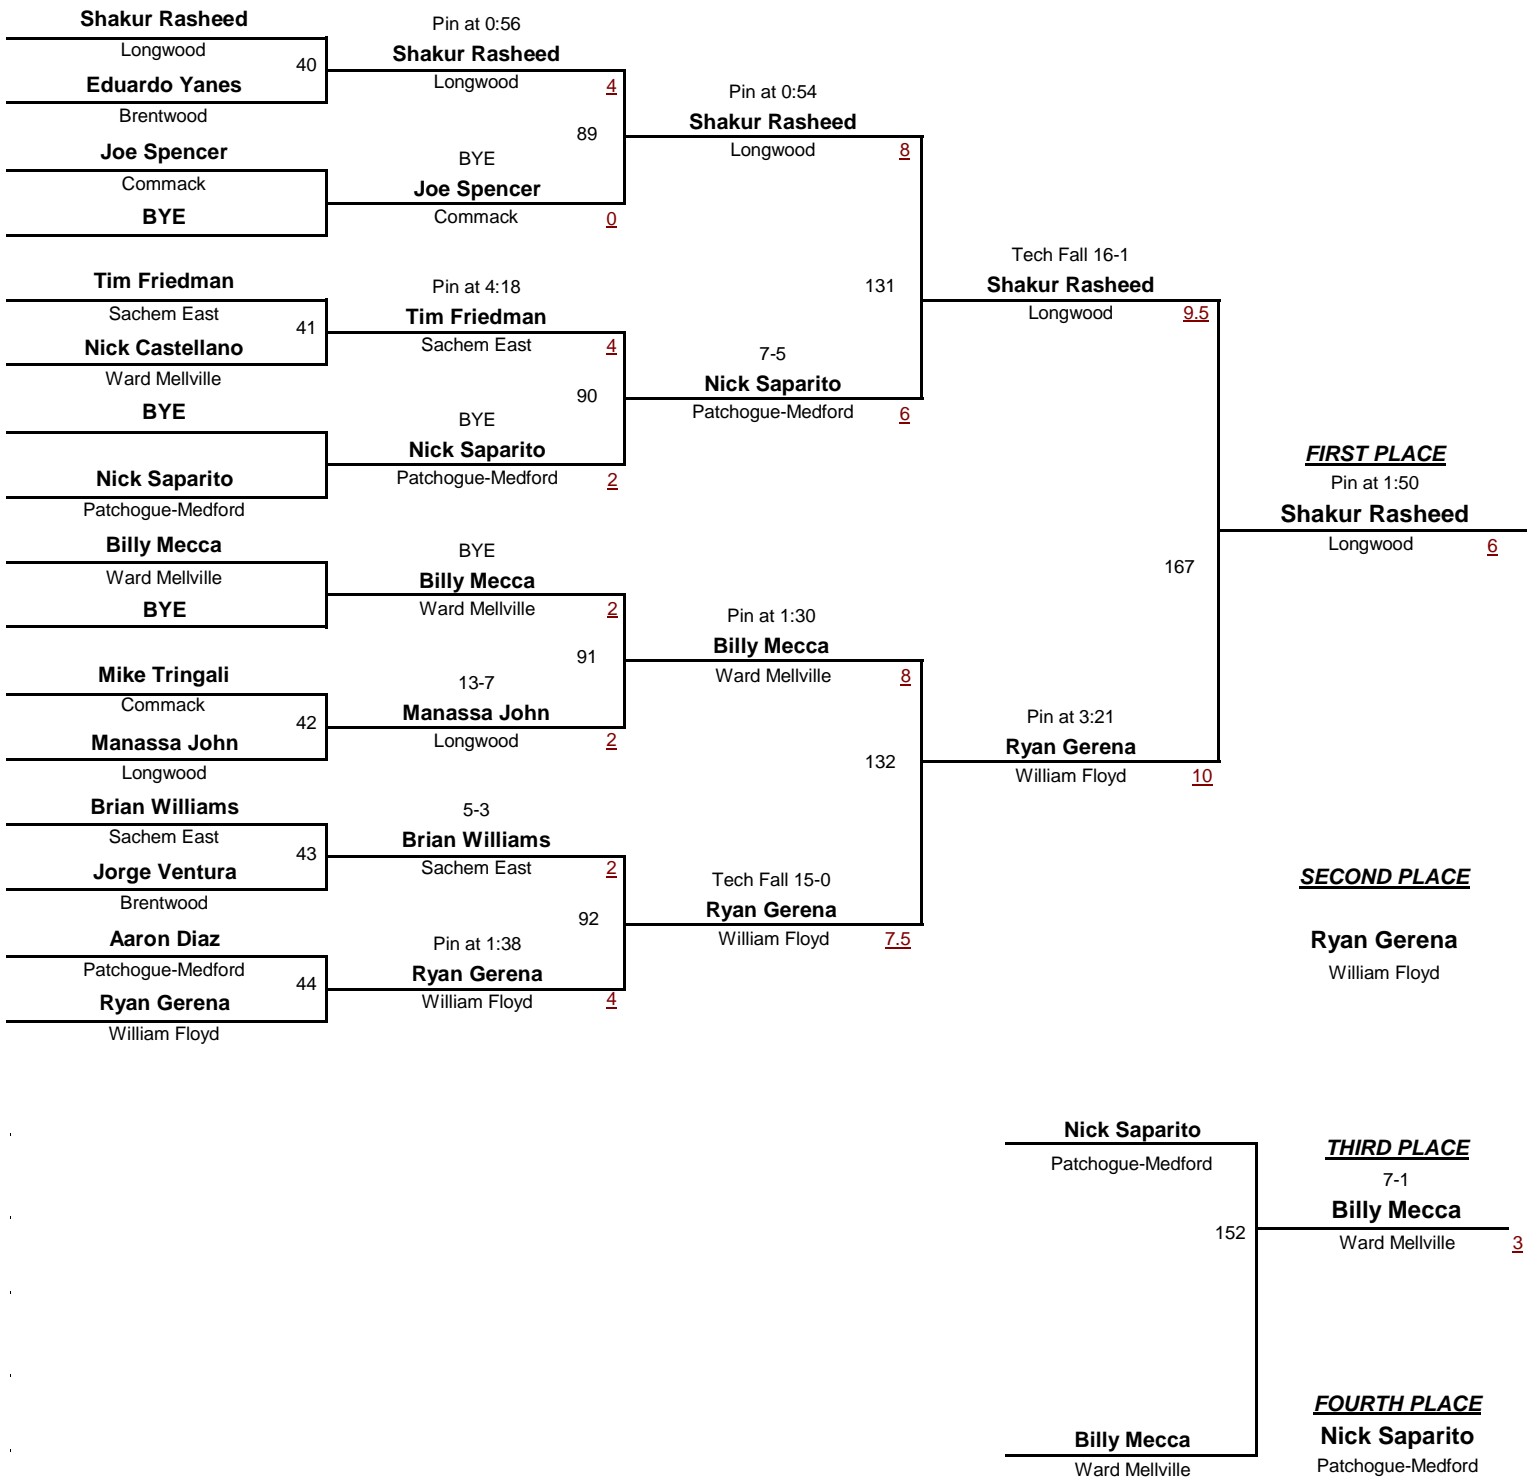 Shakur Rasheed
Longwood
40
Eduardo Yanes
Brentwood
Joe Spencer
Commack
BYE
Tim Friedman
Sachem East
41
Nick Castellano
Ward Mellville
BYE
Nick Saparito
Patchogue-Medford
Billy Mecca
Ward Mellville
BYE
Mike Tringali
Commack
42
Manassa John
Longwood
Brian Williams
Sachem East
43
Jorge Ventura
Brentwood
Aaron Diaz
Patchogue-Medford
44
Ryan Gerena
William Floyd
Pin at 0:56
Shakur Rasheed
Longwood 4
89
BYE
Joe Spencer
Commack 0
Pin at 4:18
Tim Friedman
Sachem East 4
90
BYE
Nick Saparito
Patchogue-Medford 2
BYE
Billy Mecca
Ward Mellville 2
91
13-7
Manassa John
Longwood 2
5-3
Brian Williams
Sachem East 2
92
Pin at 1:38
Ryan Gerena
William Floyd 4
Pin at 0:54
Shakur Rasheed
Longwood 8
131
7-5
Nick Saparito
Patchogue-Medford 6
Pin at 1:30
Billy Mecca
Ward Mellville 8
132
Tech Fall 15-0
Ryan Gerena
William Floyd 7.5
Tech Fall 16-1
Shakur Rasheed
Longwood 9.5
167
Pin at 3:21
Ryan Gerena
William Floyd 10
FIRST PLACE
Pin at 1:50
Shakur Rasheed
Longwood 6
SECOND PLACE
Ryan Gerena
William Floyd
Nick Saparito
Patchogue-Medford
152
Billy Mecca
Ward Mellville
THIRD PLACE
7-1
Billy Mecca
Ward Mellville 3
FOURTH PLACE
Nick Saparito
Patchogue-Medford